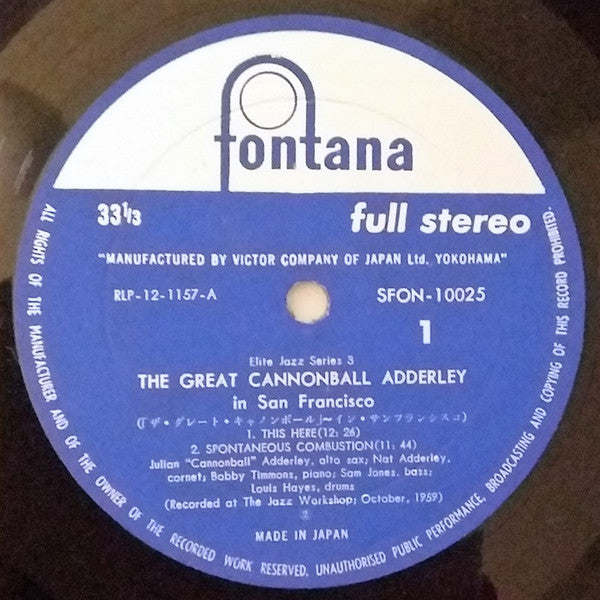 fontana
33 1/3
full stereo
"MANUFACTURED BY VICTOR COMPANY OF JAPAN Ltd. YOKOHAMA"
RLP-12-1157-A
SFON-10025
1
Elite Jazz Series 3
THE GREAT CANNONBALL ADDERLEY
in San Francisco
(「ザ・グレート・キャノンボール」〜イン・サンフランシスコ)
1. THIS HERE(12: 26)
2. SPONTANEOUS COMBUSTION(11: 44)
Julian "Cannonball" Adderley, alto sax; Nat Adderley,
cornet; Bobby Timmons, piano; Sam Jones, bass;
Louis Hayes, drums
(Recorded at The Jazz Workshop; October, 1959)
MADE IN JAPAN
ALL RIGHTS OF THE MANUFACTURER AND OF THE OWNER OF THE RECORDED WORK RESERVED. UNAUTHORISED PUBLIC PERFORMANCE, BROADCASTING AND COPYING OF THIS RECORD PROHIBITED.